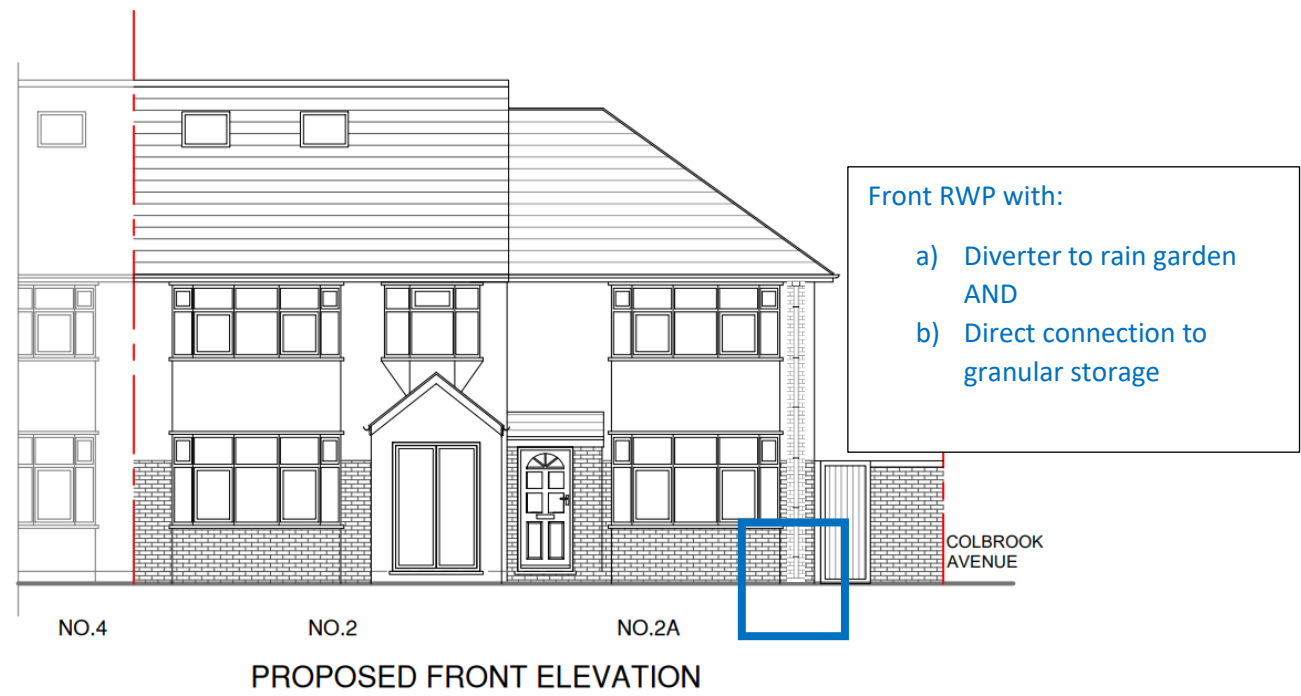 Front RWP with:
a) Diverter to rain garden
AND
b) Direct connection to
granular storage
COLBROOK
AVENUE
NO.4
NO.2
NO.2A
PROPOSED FRONT ELEVATION